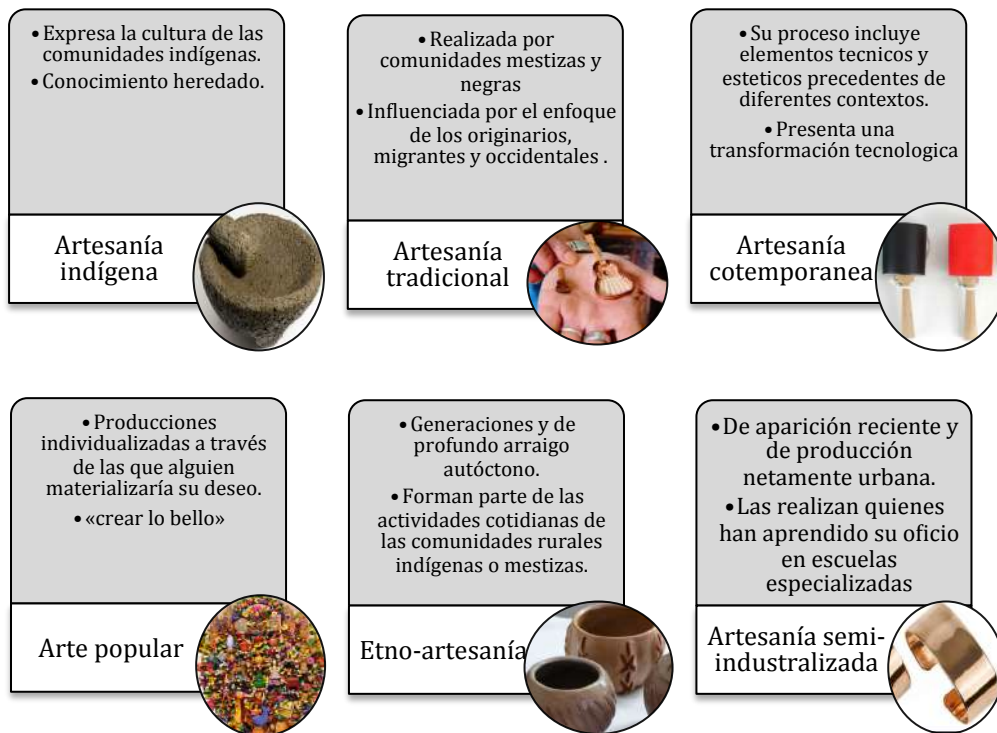 • Expresa la cultura de las
comunidades indígenas.
• Conocimiento heredado.
Artesanía
indígena
• Realizada por
comunidades mestizas y
negras
• Influenciada por el enfoque
de los originarios,
migrantes y occidentales .
Artesanía
tradicional
• Su proceso incluye
elementos tecnicos y
esteticos precedentes de
diferentes contextos.
• Presenta una
transformación tecnologica
Artesanía
cotemporanea
• Producciones
individualizadas a través
de las que alguien
materializaría su deseo.
• «crear lo bello»
Arte popular
• Generaciones y de
profundo arraigo
autóctono.
• Forman parte de las
actividades cotidianas de
las comunidades rurales
indígenas o mestizas.
Etno-artesanía
• De aparición reciente y
de producción
netamente urbana.
• Las realizan quienes
han aprendido su oficio
en escuelas
especializadas
Artesanía semi-
industralizada